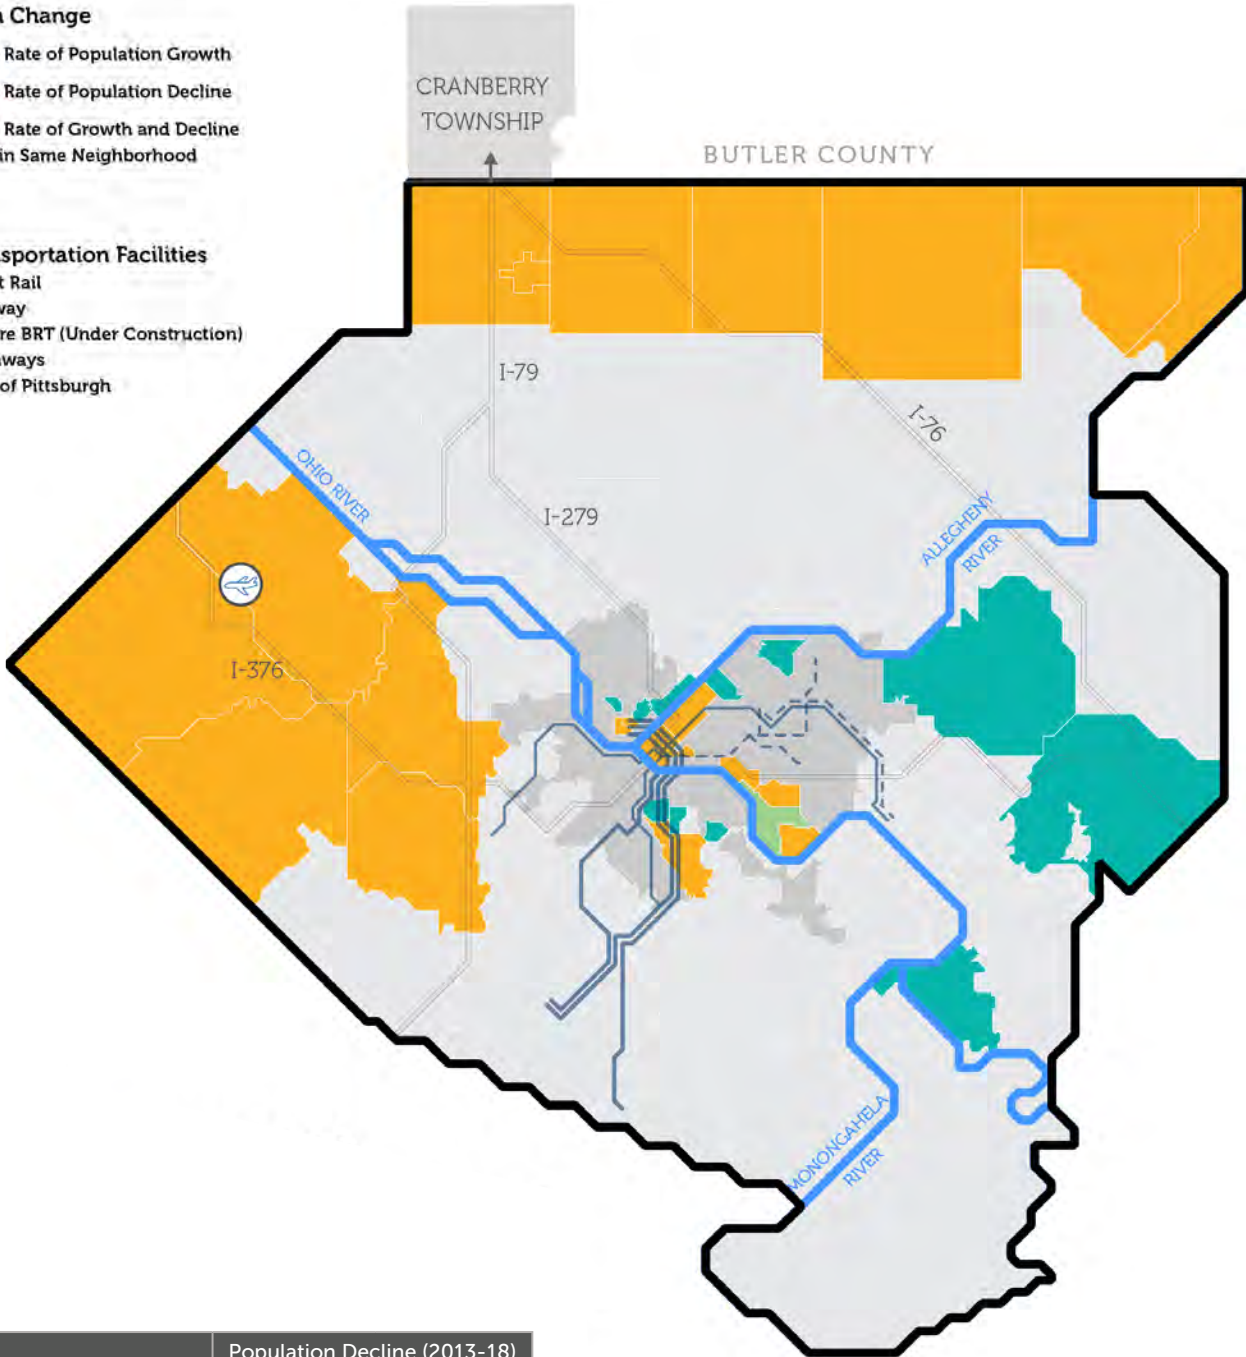 Change
Rate of Population Growth
Rate of Population Decline
Rate of Growth and Decline
in Same Neighborhood
sportation Facilities
t Rail
way
re BRT (Under Construction)
ways
of Pittsburgh
CRANBERRY
TOWNSHIP
BUTLER COUNTY
I-79
I-76
OHIO RIVER
I-279
ALLEGHENY
RIVER
I-376
MONONGAHELA
RIVER
Population Decline (2013-18)